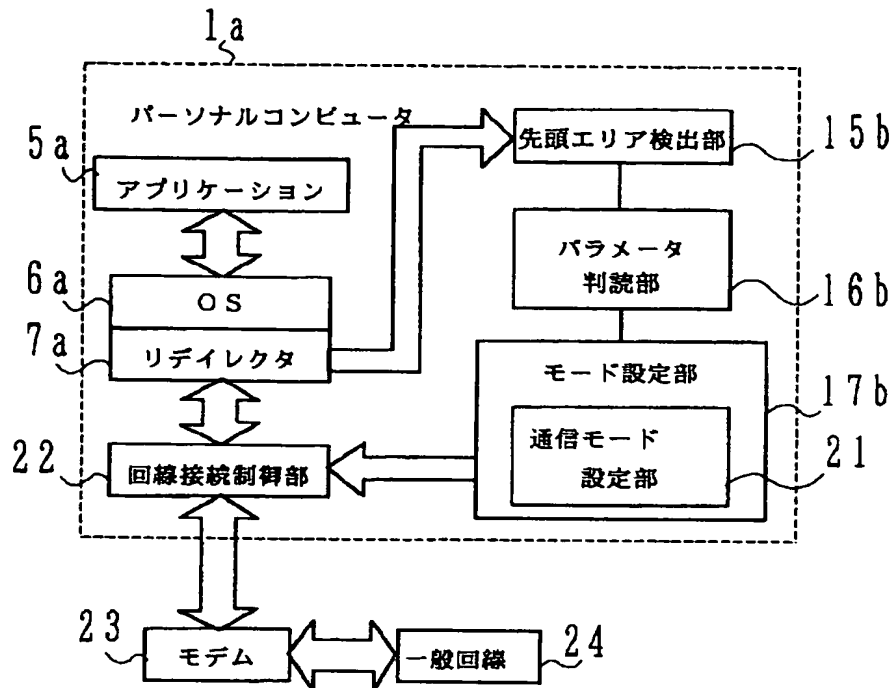 1a
パーソナルコンピュータ
5a
アプリケーション
6a
OS
7a
リデイレクタ
22
回線接続制御部
先頭エリア検出部
15b
パラメータ
判読部
16b
モード設定部
17b
通信モード
設定部
21
23
モデム
一般回線
24